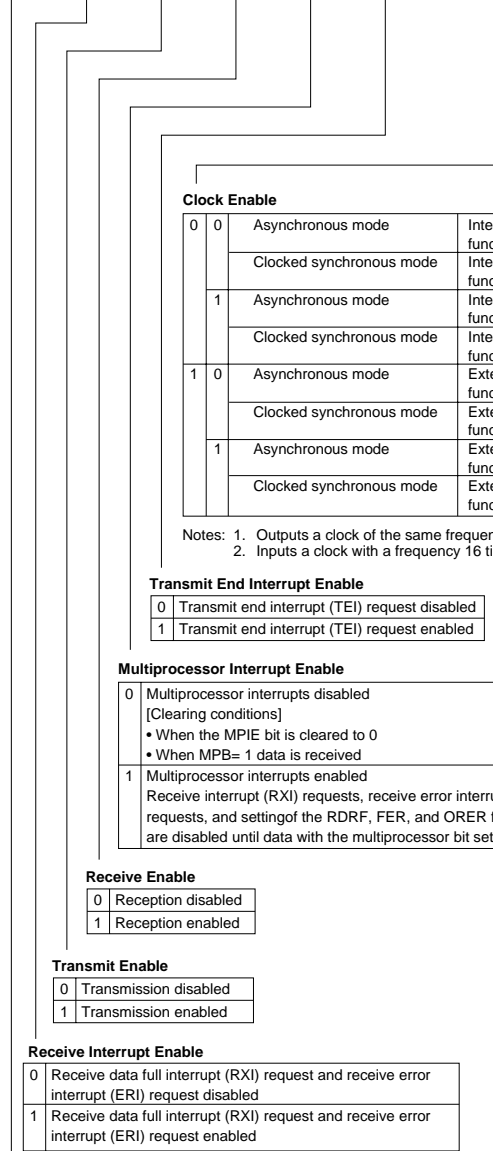 Clock Enable
0 0 Asynchronous mode
Clocked synchronous mode
1 Asynchronous mode
Clocked synchronous mode
1 0 Asynchronous mode
Clocked synchronous mode
1 Asynchronous mode
Clocked synchronous mode
Notes: 1. Outputs a clock of the same
2. Inputs a clock with a frequency 16
Transmit End Interrupt Enable
0 Transmit end interrupt (TEI) request disabled
1 Transmit end interrupt (TEI) request enabled
Multiprocessor Interrupt Enable
0 Multiprocessor interrupts disabled
[Clearing conditions]
• When the MPIE bit is cleared to 0
• When MPB= 1 data is received
1 Multiprocessor interrupts enabled
Receive interrupt (RXI) requests, receive error
requests, and settingof the RDRF, FER, and ORER
are disabled until data with the multiprocessor bit set
Receive Enable
0 Reception disabled
1 Reception enabled
Transmit Enable
0 Transmission disabled
1 Transmission enabled
Receive Interrupt Enable
0 Receive data full interrupt (RXI) request and receive error
interrupt (ERI) request disabled
1 Receive data full interrupt (RXI) request and receive error
interrupt (ERI) request enabled